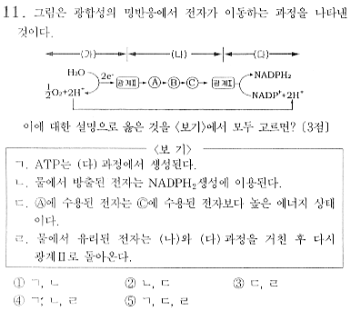 11. 그림은 광합성의 명반응에서 전자가 이동하는 과정을 나타낸
것이다.
(가) (나) (다)
H₂O 2e⁻ 광계Ⅱ Ⓐ Ⓑ Ⓒ 광계Ⅰ NADPH₂
½O₂+2H⁺ NADP⁺+2H⁺
이에 대한 설명으로 옳은 것을 <보기>에서 모두 고르면? [3점]
<보 기>
ㄱ. ATP는 (다) 과정에서 생성된다.
ㄴ. 물에서 방출된 전자는 NADPH₂생성에 이용된다.
ㄷ. Ⓐ에 수용된 전자는 Ⓒ에 수용된 전자보다 높은 에너지 상태
이다.
ㄹ. 물에서 유리된 전자는 (나)와 (다) 과정을 거친 후 다시
광계Ⅱ로 돌아온다.
① ㄱ, ㄴ ② ㄴ, ㄷ ③ ㄷ, ㄹ
④ ㄱ, ㄴ, ㄹ ⑤ ㄱ, ㄷ, ㄹ